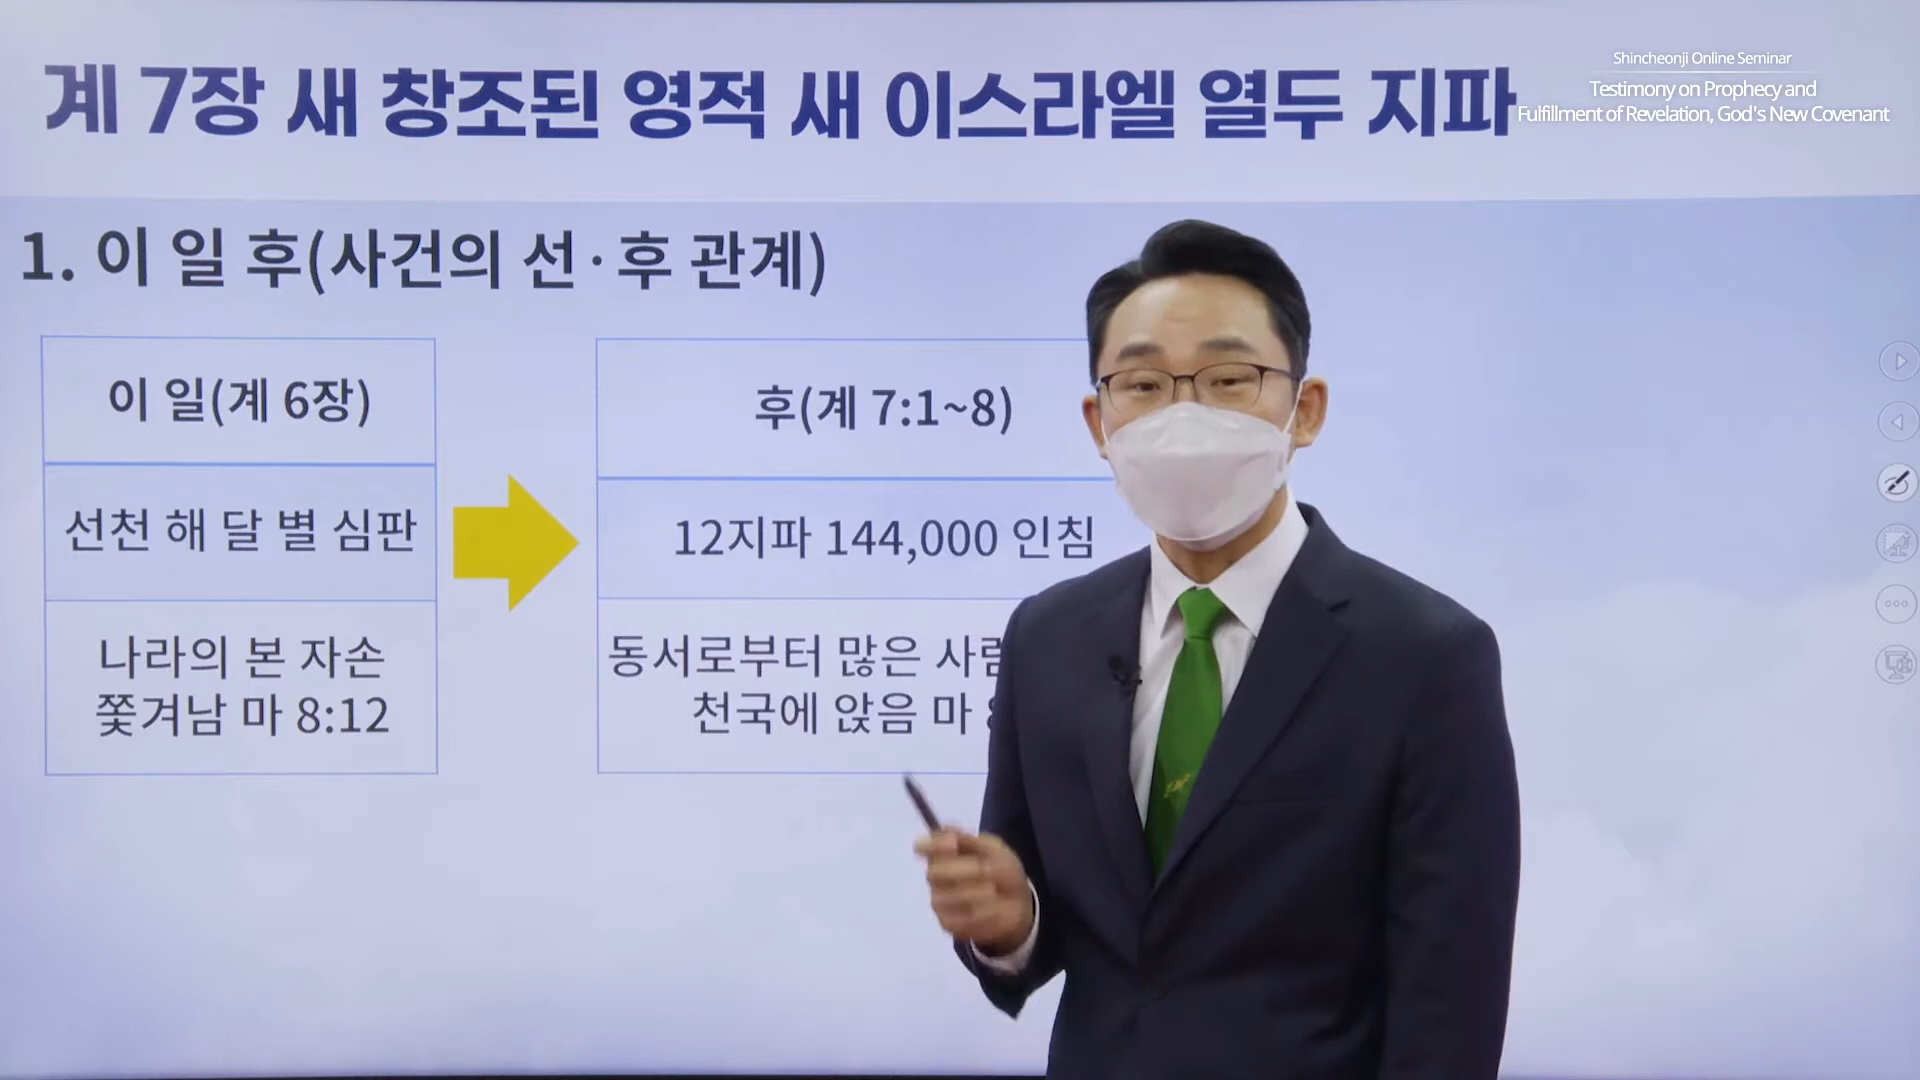 계 7장 새 창조된 영적 새 이스라엘 열두 지파
Shincheonji Online Seminar
Testimony on Prophecy and
Fulfillment of Revelation, God's New Covenant
1. 이 일 후(사건의 선·후 관계)
이 일(계 6장)
선천 해 달 별 심판
나라의 본 자손
쫓겨남 마 8:12
후(계 7:1~8)
12지파 144,000 인침
동서로부터 많은
천국에 앉음 마